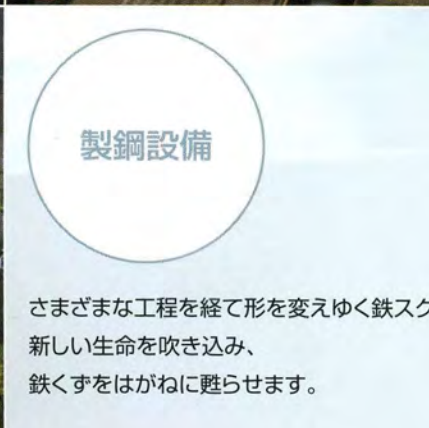 製鋼設備
さまざまな工程を経て形を変えゆく鉄スク
新しい生命を吹き込み、
鉄くずをはがねに甦らせます。